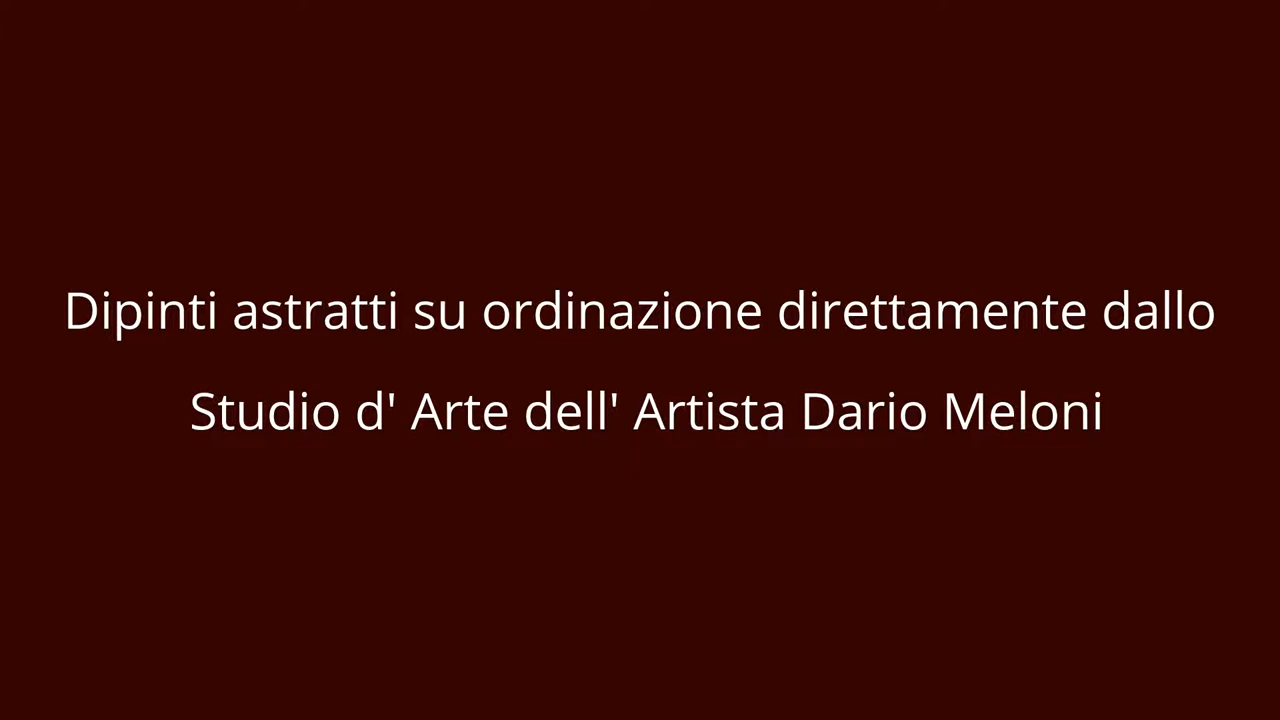 Dipinti astratti su ordinazione direttamente dallo
Studio d' Arte dell' Artista Dario Meloni